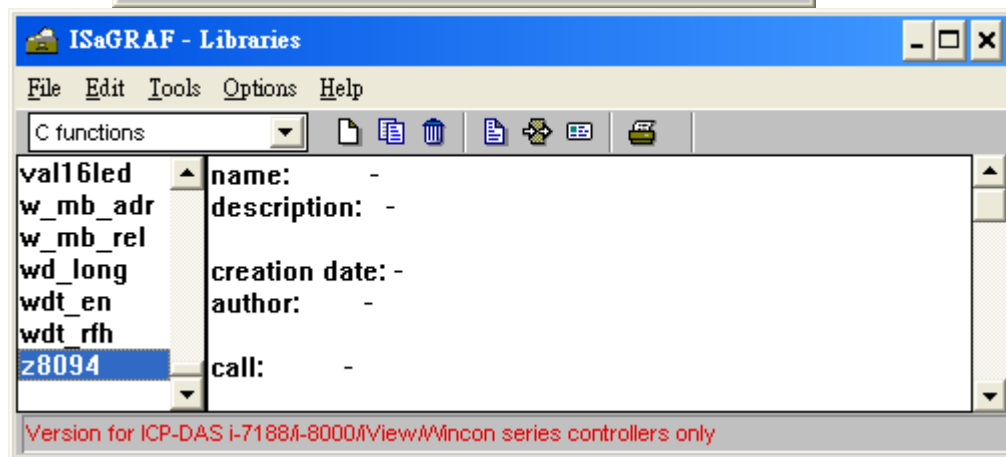 ISaGRAF - Libraries
File Edit Tools Options Help
C functions
val16led
w_mb_adr
w_mb_rel
wd_long
wdt_en
wdt_rfh
z8094
name: -
description: -
creation date: -
author: -
call: -
Version for ICP-DAS i-7188/i-8000/iView/Wincon series controllers only